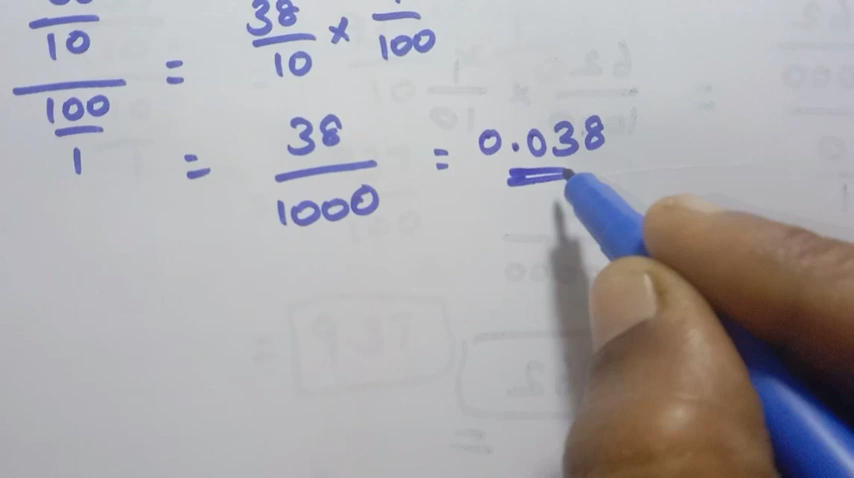 10 = 38/10 × /100
100/1 = 38/1000 = 0.038